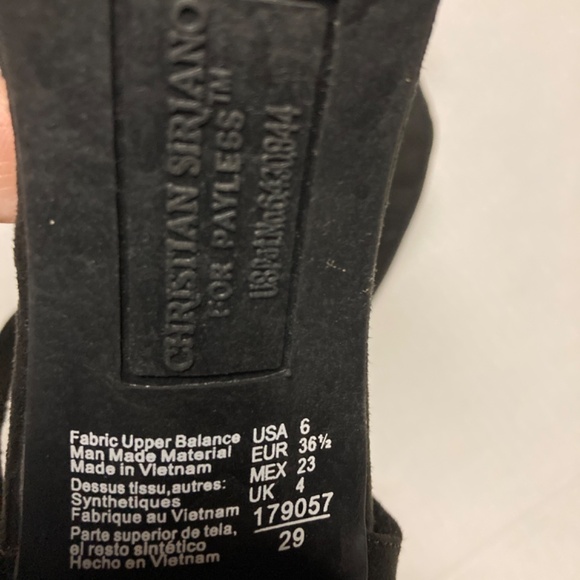 CHRISTIAN SIRIANO
FOR PAYLESS™
USPatNo6430844
Fabric Upper Balance
Man Made Material
Made in Vietnam
Dessus tissu,autres:
Synthetiques
Fabrique au Vietnam
Parte superior de tela,
el resto sintético
Hecho en Vietnam
USA 6
EUR 36½
MEX 23
UK 4
179057
29